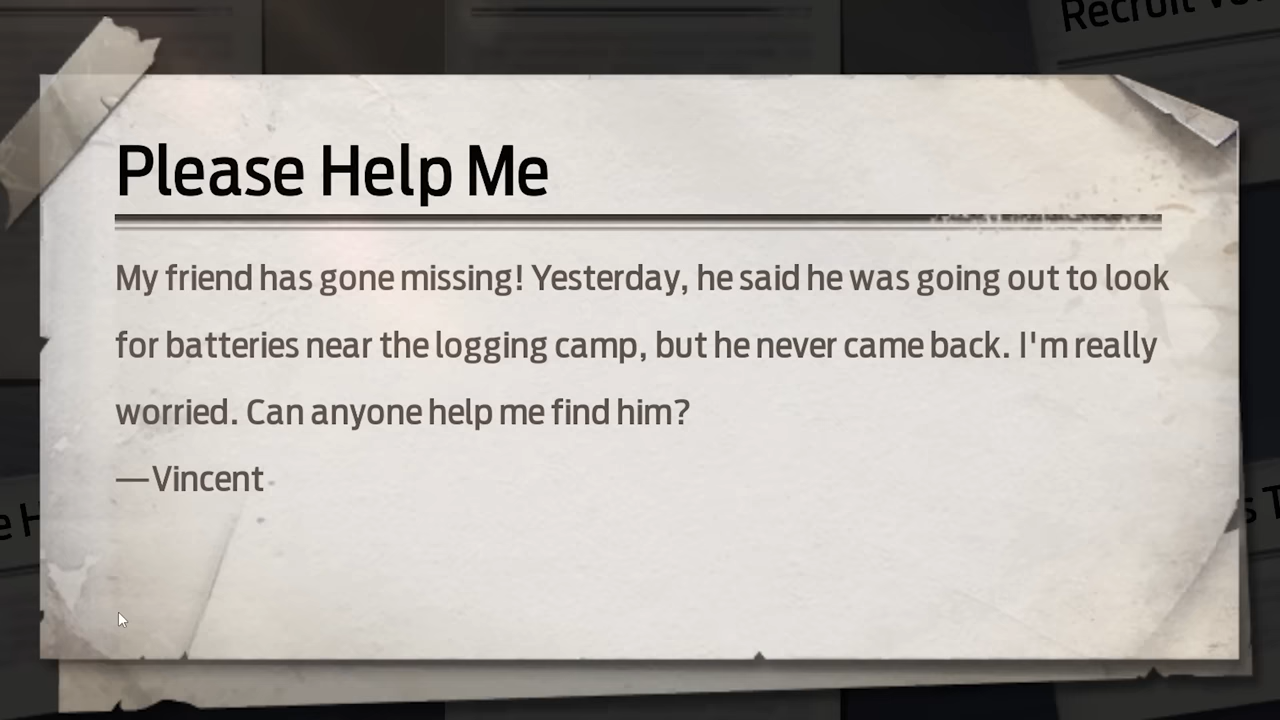 Recruit
Please Help Me
My friend has gone missing! Yesterday, he said he was going out to look
for batteries near the logging camp, but he never came back. I'm really
worried. Can anyone help me find him?
—Vincent